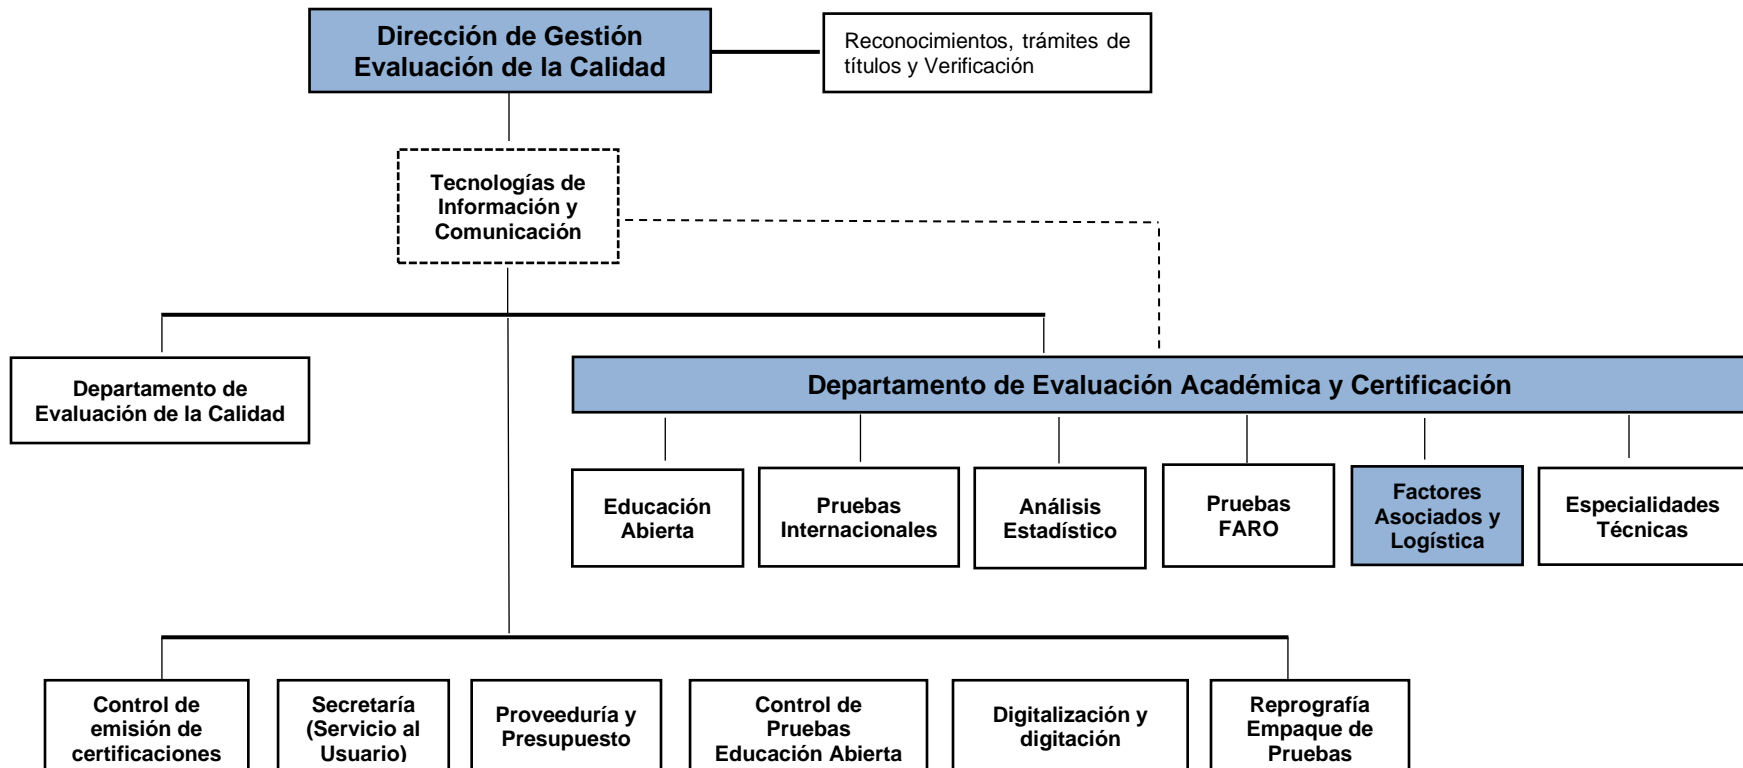 Dirección de Gestión
Evaluación de la Calidad
Reconocimientos, trámites de
títulos y Verificación
Tecnologías de
Información y
Comunicación
Departamento de
Evaluación de la Calidad
Departamento de Evaluación Académica y Certificación
Educación
Abierta
Pruebas
Internacionales
Análisis
Estadístico
Pruebas
FARO
Factores
Asociados y
Logística
Especialidades
Técnicas
Control de
emisión de
certificaciones
Secretaría
(Servicio al
Usuario)
Proveeduría y
Presupuesto
Control de
Pruebas
Educación Abierta
Digitalización y
digitación
Reprografía
Empaque de
Pruebas